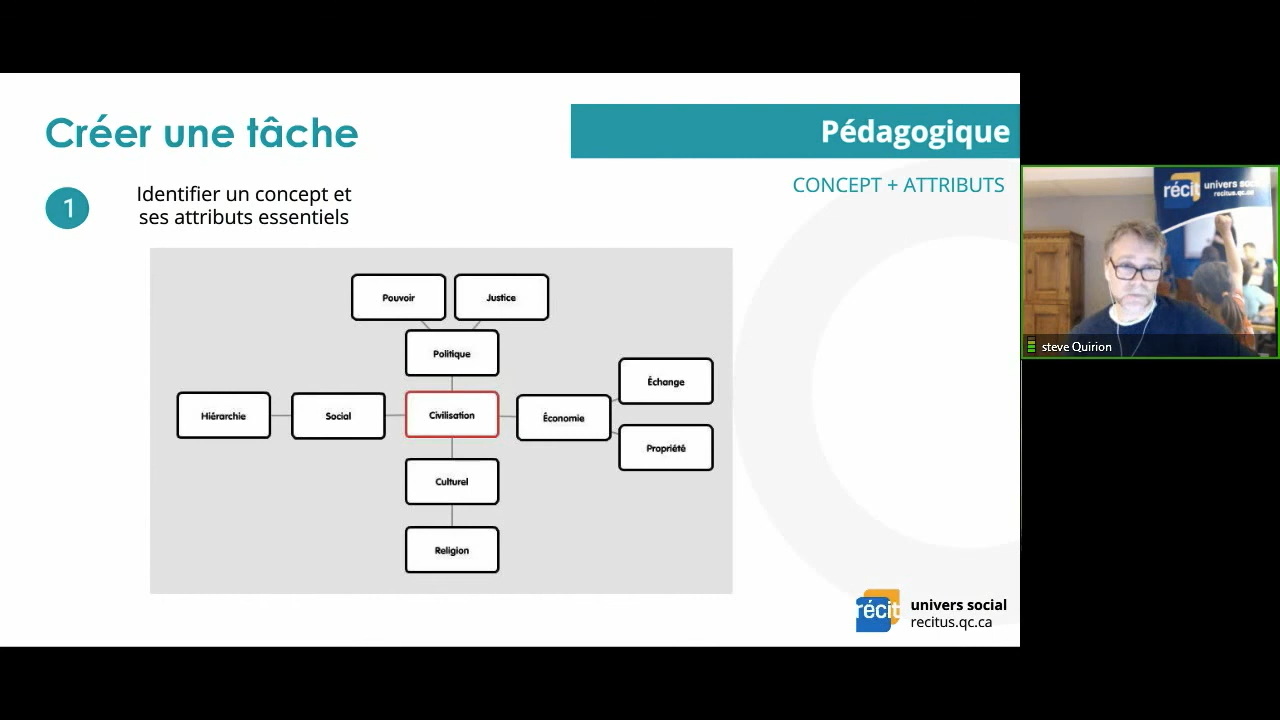 Créer une tâche
Pédagogique
CONCEPT + ATTRIBUTS
1
Identifier un concept et
ses attributs essentiels
Pouvoir
Justice
Politique
Échange
Hiérarchie
Social
Civilisation
Économie
Propriété
Culturel
Religion
récit
univers social
recitus.qc.ca
récit
univers soci
recitus.qc.ca
steve Quirion